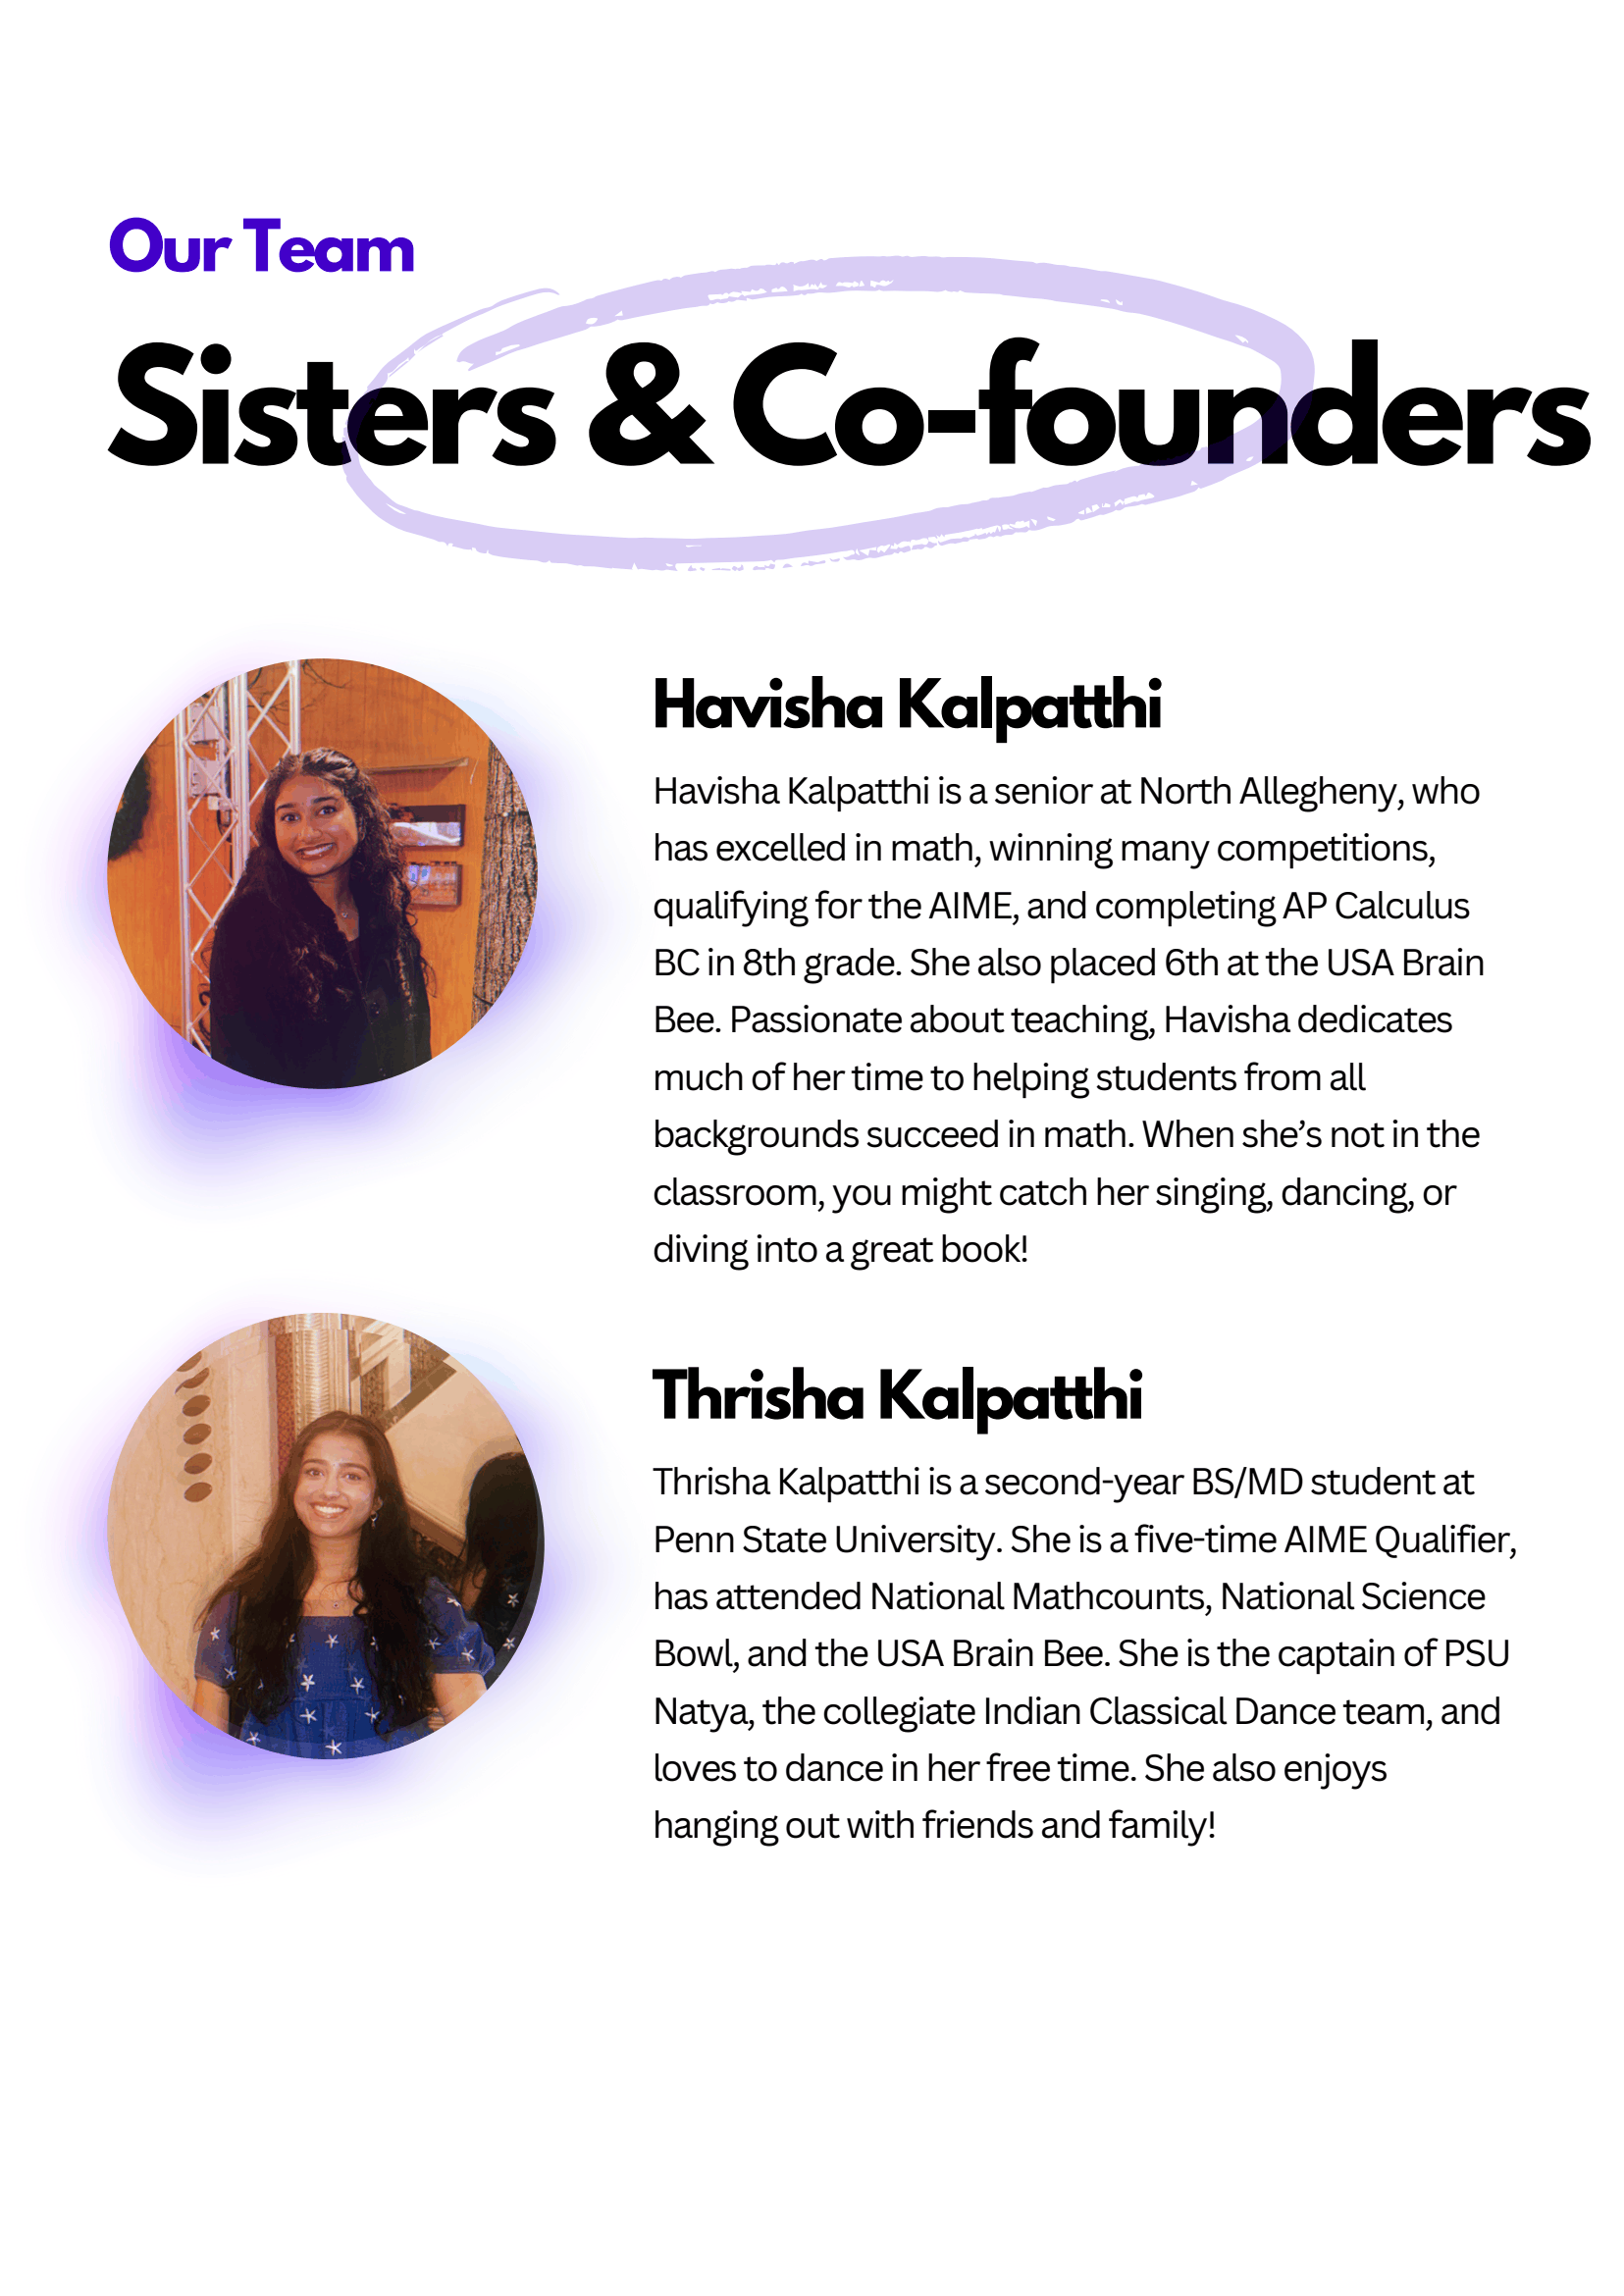 Our Team
Sisters & Co-founders
Havisha Kalpatthi
Havisha Kalpatthi is a senior at North Allegheny, who
has excelled in math, winning many competitions,
qualifying for the AIME, and completing AP Calculus
BC in 8th grade. She also placed 6th at the USA Brain
Bee. Passionate about teaching, Havisha dedicates
much of her time to helping students from all
backgrounds succeed in math. When she’s not in the
classroom, you might catch her singing, dancing, or
diving into a great book!
Thrisha Kalpatthi
Thrisha Kalpatthi is a second-year BS/MD student at
Penn State University. She is a five-time AIME Qualifier,
has attended National Mathcounts, National Science
Bowl, and the USA Brain Bee. She is the captain of PSU
Natya, the collegiate Indian Classical Dance team, and
loves to dance in her free time. She also enjoys
hanging out with friends and family!